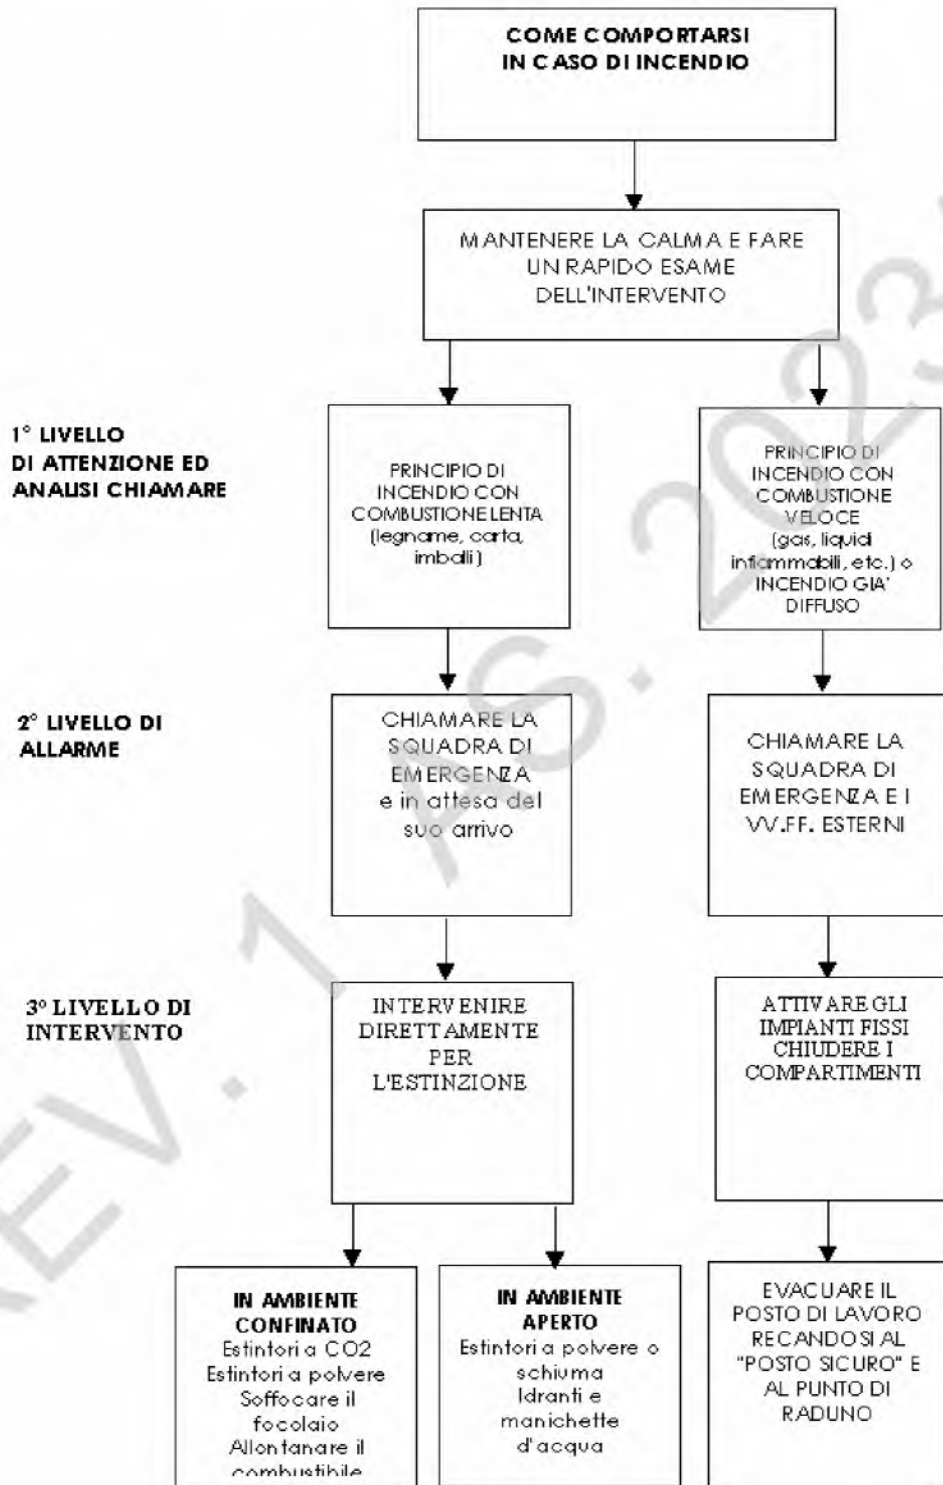 COME COMPORTARSI
IN CASO DI INCENDIO
MANTENERE LA CALMA E FARE
UN RAPIDO ESAME
DELL'INTERVENTO
1° LIVELLO
DI ATTENZIONE ED
ANALISI CHIAMARE
PRINCIPIO DI
INCENDIO CON
COMBUSTIONE LENTA
(legname, carta,
imballi)
PRINCIPIO DI
INCENDIO CON
COMBUSTIONE
VELOCE
(gas, liquidi
infiammabili, etc.) o
INCENDIO GIA'
DIFFUSO
2° LIVELLO DI
ALLARME
CHIAMARE LA
SQUADRA DI
EMERGENZA
e in attesa del
suo arrivo
CHIAMARE LA
SQUADRA DI
EMERGENZA E I
VV.FF. ESTERNI
3° LIVELLO DI
INTERVENTO
INTERVENIRE
DIRETTAMENTE
PER
L'ESTINZIONE
ATTIVARE GLI
IMPIANTI FISSI
CHIUDERE I
COMPARTIMENTI
IN AMBIENTE
CONFINATO
Estintori a CO2
Estintori a polvere
Soffocare il
focolaio
Allontanare il
combustibile
IN AMBIENTE
APERTO
Estintori a polvere o
schiuma
Idranti e
manichette
d'acqua
EVACUARE IL
POSTO DI LAVORO
RECANDOSI AL
"POSTO SICURO" E
AL PUNTO DI
RADUNO
REV. 1 AS. 2023